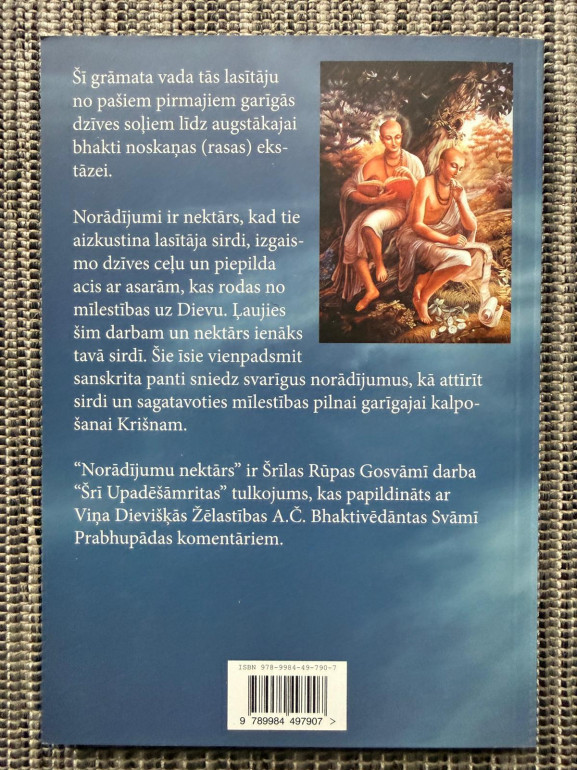 Šī grāmata vada tās lasītāju
no pašiem pirmajiem garīgās
dzīves soļiem līdz augstākajai
bhakti noskaņas (rasas) eks-
tāzei.
Norādījumi ir nektārs, kad tie
aizkustina lasītāja sirdi, izgais-
mo dzīves ceļu un piepilda
acis ar asarām, kas rodas no
mīlestības uz Dievu. Ļaujies
šim darbam un nektārs ienāks
tavā sirdī. Šie īsie vienpadsmit
sanskrita panti sniedz svarīgus norādījumus, kā attīrīt
sirdi un sagatavoties mīlestības pilnai garīgajai kalpo-
šanai Krišnam.
“Norādījumu nektārs” ir Šrīlas Rūpas Gosvāmī darba
“Šrī Upadēšāmritas” tulkojums, kas papildināts ar
Viņa Dievišķās Žēlastības A.Č. Bhaktivēdāntas Svāmī
Prabhupādas komentāriem.
ISBN 978-9984-49-790-7
9 789984 497907 >